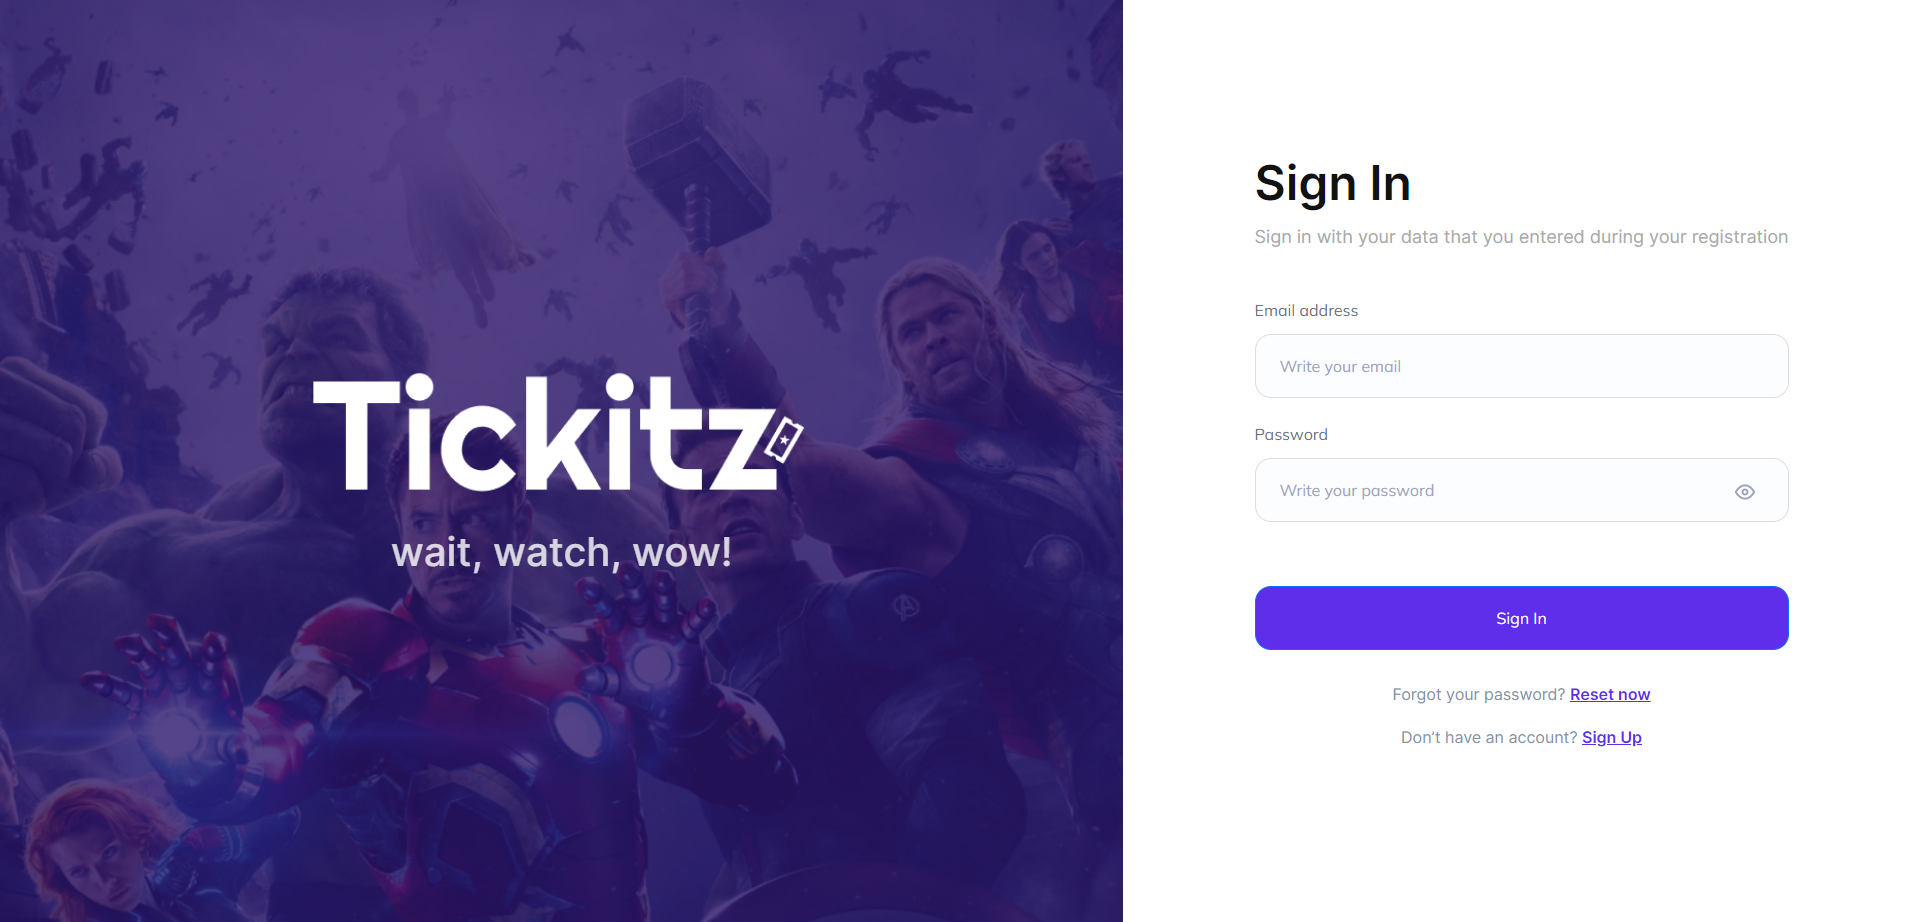 Tickitz
wait, watch, wow!
Sign In
Sign in with your data that you entered during your registration
Email address
Write your email
Password
Write your password
Sign In
Forgot your password? Reset now
Don’t have an account? Sign Up